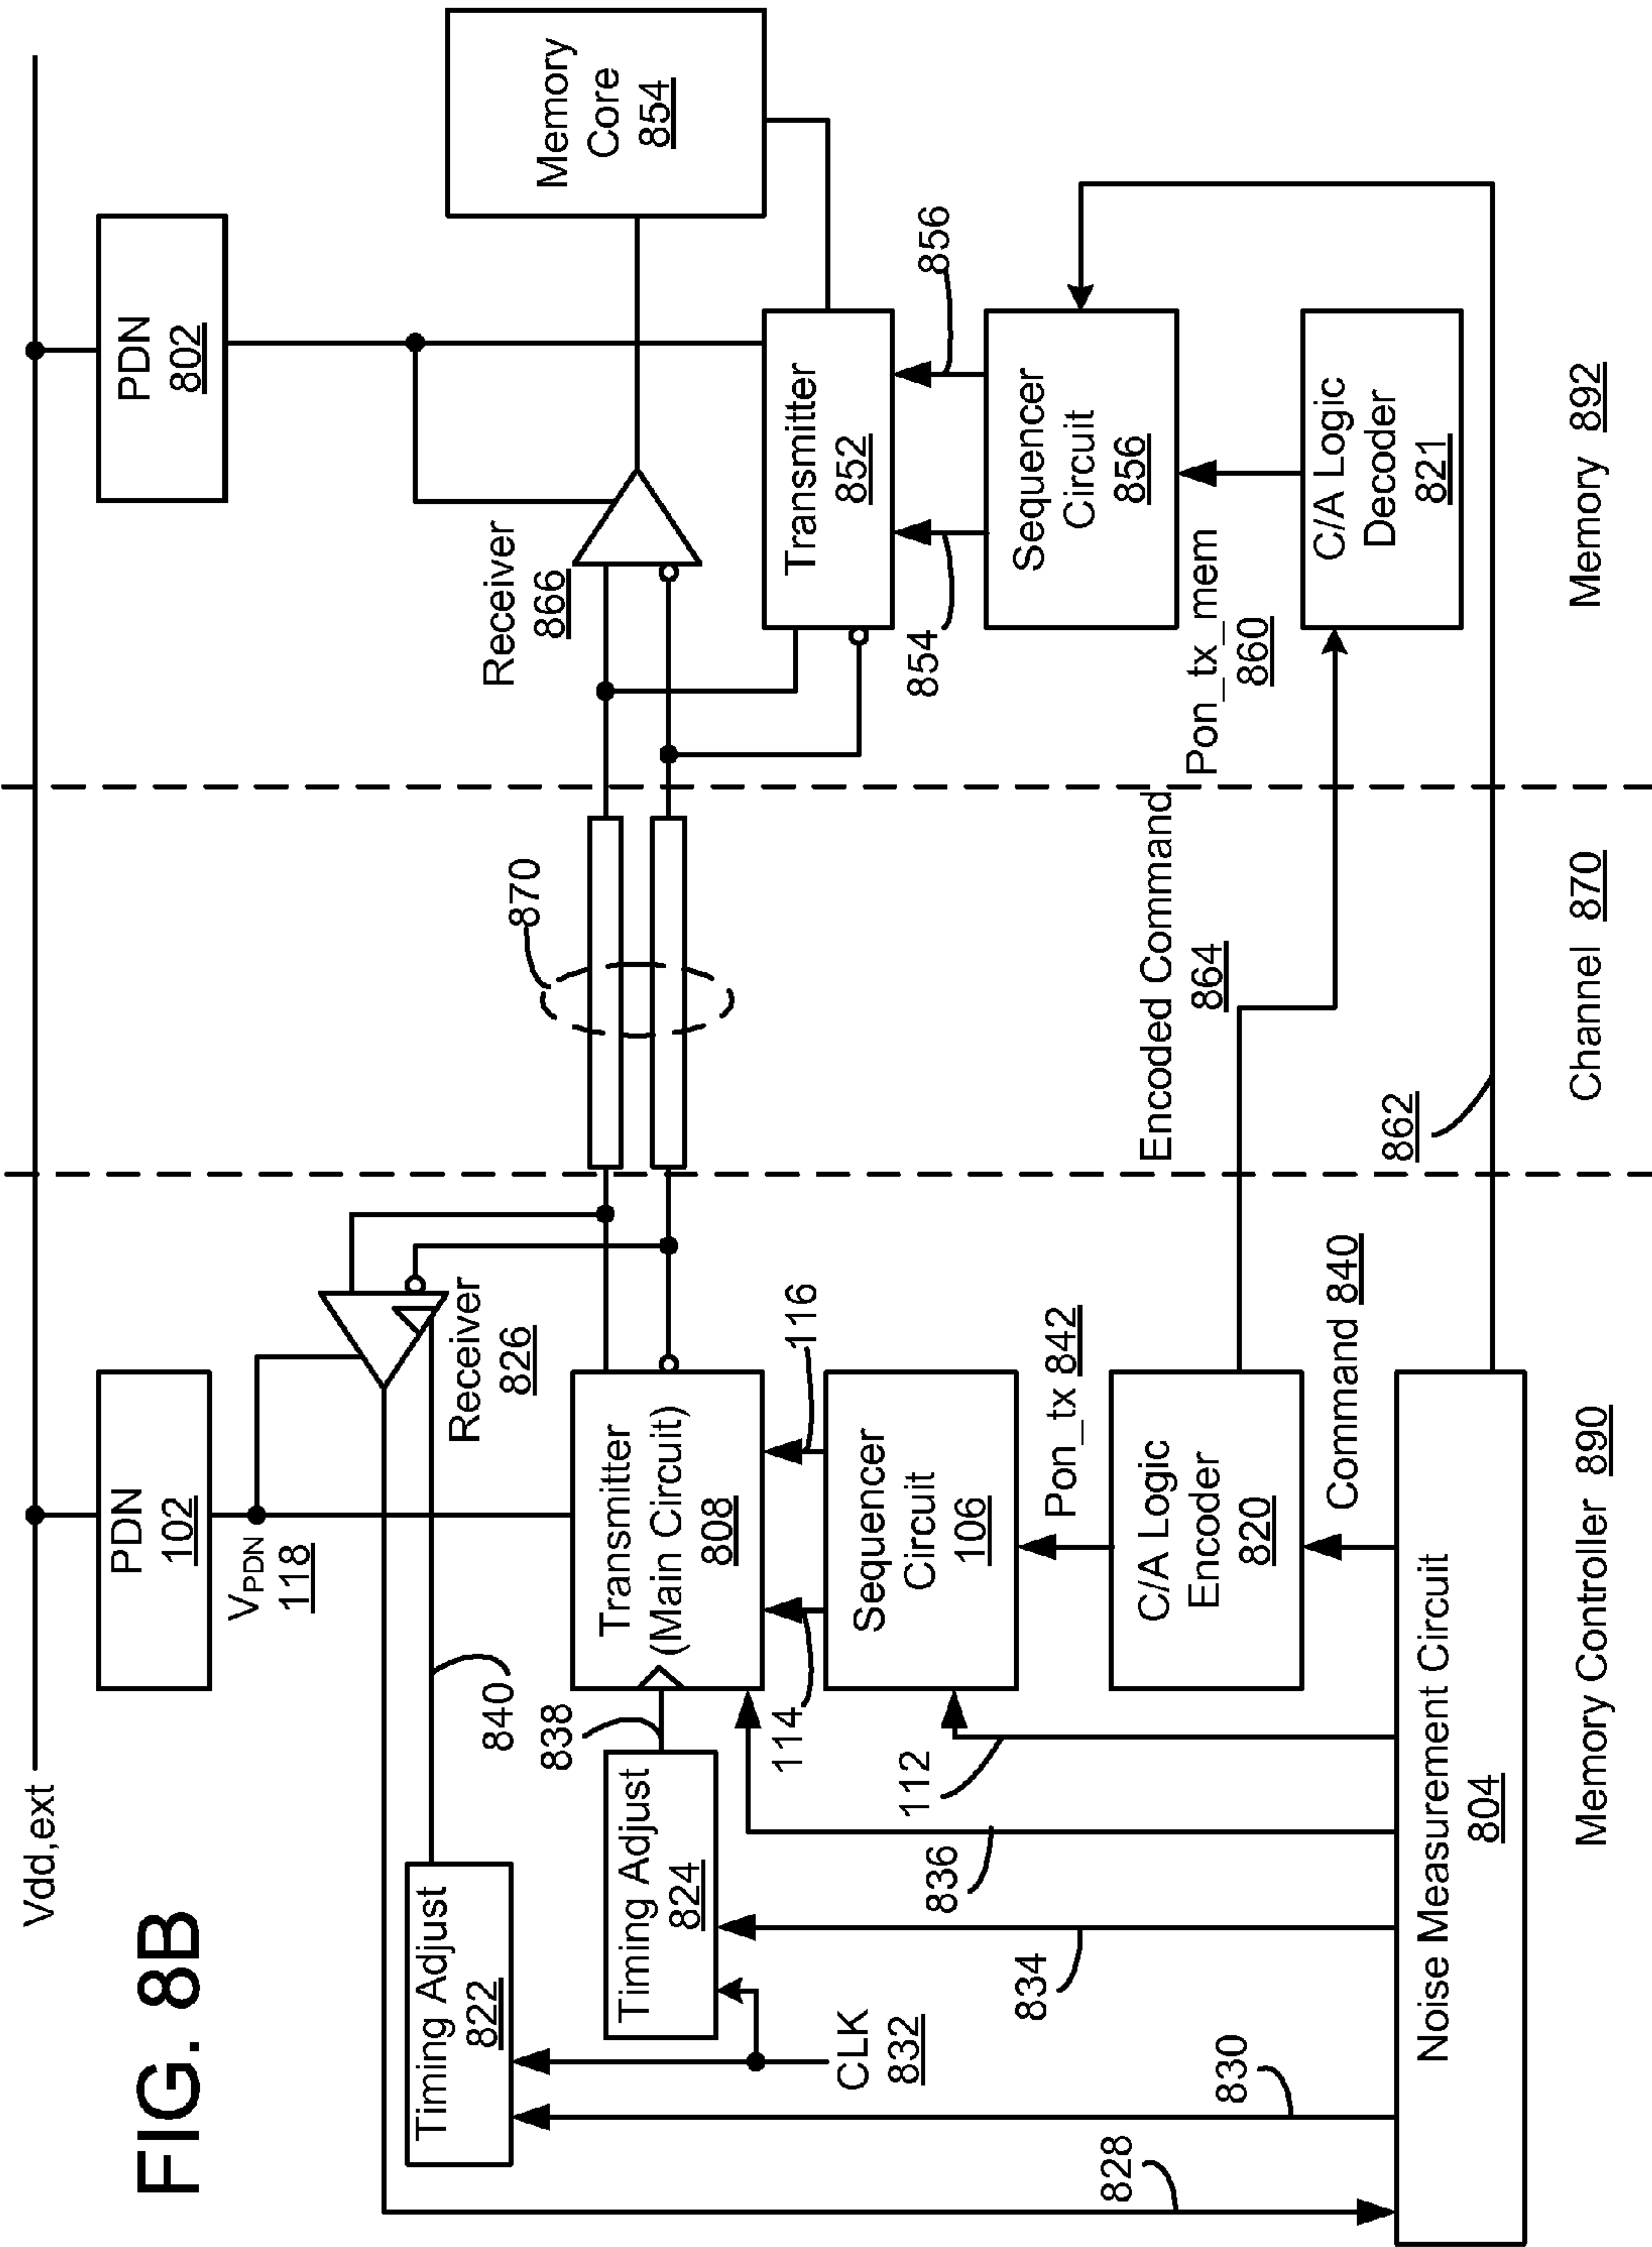 FIG. 8B
Vdd,ext
PDN
102
VPDN
118
Timing Adjust
822
840
Receiver
826
Timing Adjust
824
838
Transmitter
(Main Circuit)
808
CLK
832
114
116
836
112
Sequencer
Circuit
106
834
Pon_tx 842
C/A Logic
Encoder
820
830
828
Command 840
Noise Measurement Circuit
804
Memory Controller 890
870
Encoded Command
864
862
Channel 870
PDN
802
Memory
Core
854
Receiver
866
Transmitter
852
854
856
Sequencer
Circuit
856
Pon_tx_mem
860
C/A Logic
Decoder
821
Memory 892